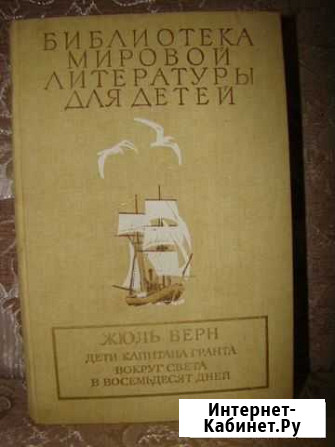 БИБЛИОТЕКА
МИРОВОЙ
ЛИТЕРАТУРЫ
ДЛЯ ДЕТЕЙ
ЖЮЛЬ ВЕРН
ДЕТИ КАПИТАНА ГРАНТА
ВОКРУГ СВЕТА
В ВОСЕМЬДЕСЯТ ДНЕЙ
Интернет-
Кабинет.Ру